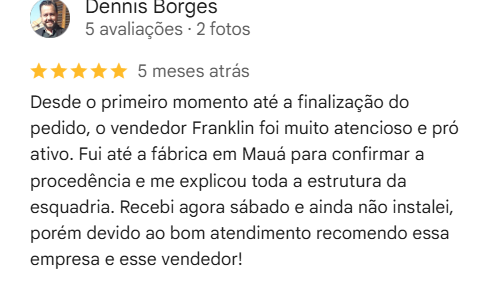 Dennis Borges
5 avaliações · 2 fotos
5 meses atrás
Desde o primeiro momento até a finalização do
pedido, o vendedor Franklin foi muito atencioso e pró
ativo. Fui até a fábrica em Mauá para confirmar a
procedência e me explicou toda a estrutura da
esquadria. Recebi agora sábado e ainda não instalei,
porém devido ao bom atendimento recomendo essa
empresa e esse vendedor!